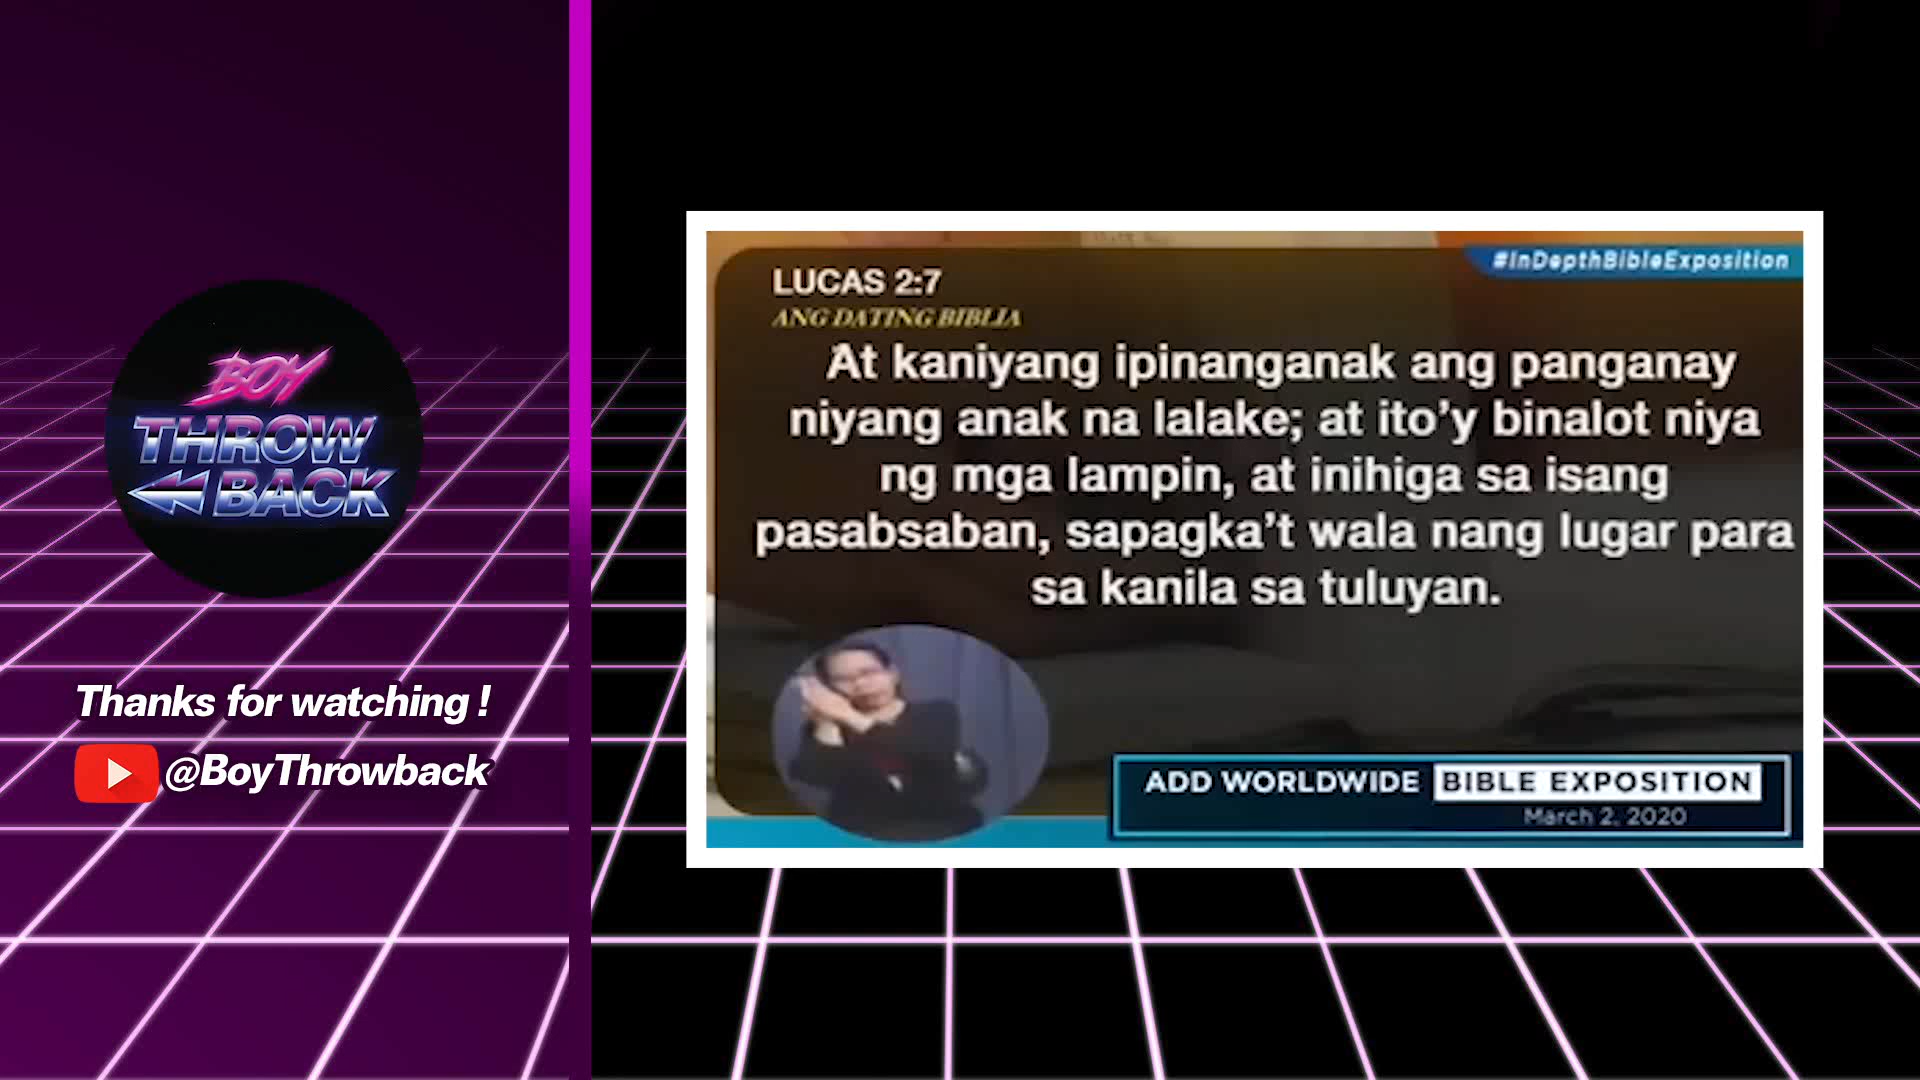 BOY
THROW
BACK
Thanks for watching !
@BoyThrowback
#InDepthBibleExposition
LUCAS 2:7
ANG DATING BIBLIA
At kaniyang ipinanganak ang panganay
niyang anak na lalake; at ito’y binalot niya
ng mga lampin, at inihiga sa isang
pasabsaban, sapagka’t wala nang lugar para
sa kanila sa tuluyan.
ADD WORLDWIDE BIBLE EXPOSITION
March 2, 2020